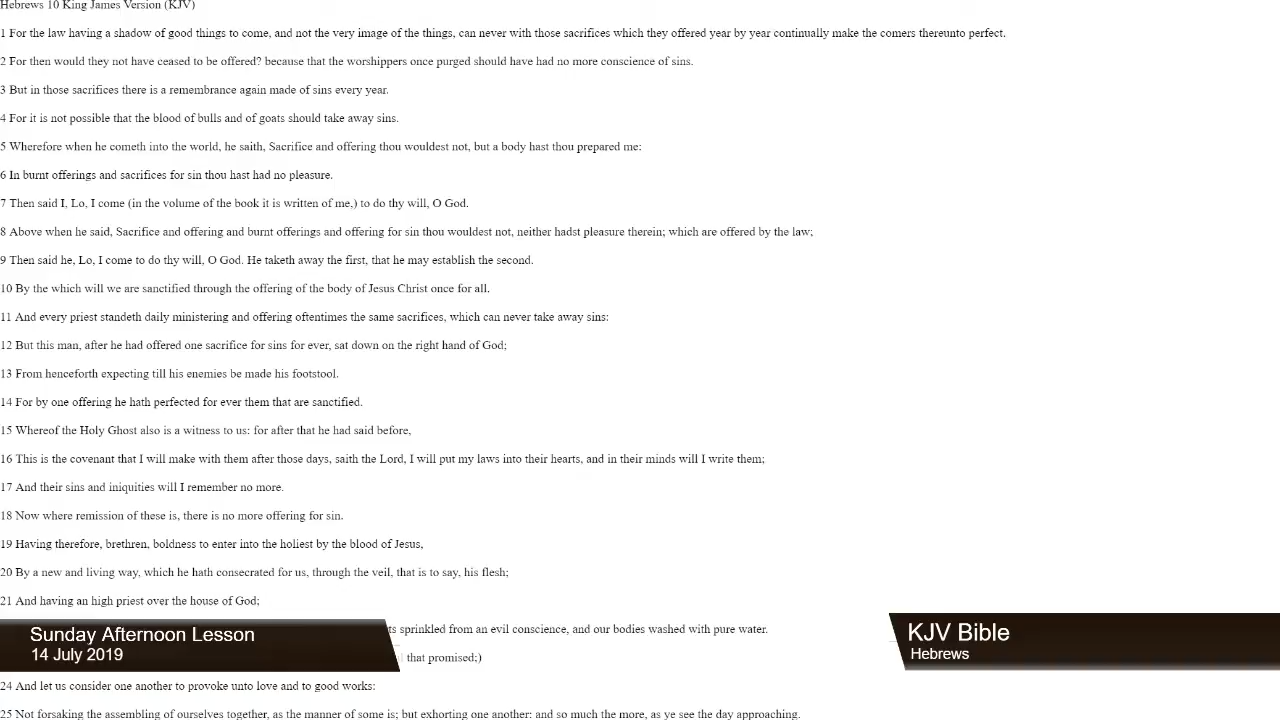 Hebrews 10 King James Version (KJV)
1 For the law having a shadow of good things to come, and not the very image of the things, can never with those sacrifices which they offered year by year continually make the comers thereunto perfect.
2 For then would they not have ceased to be offered? because that the worshippers once purged should have had no more conscience of sins.
3 But in those sacrifices there is a remembrance again made of sins every year.
4 For it is not possible that the blood of bulls and of goats should take away sins.
5 Wherefore when he cometh into the world, he saith, Sacrifice and offering thou wouldest not, but a body hast thou prepared me:
6 In burnt offerings and sacrifices for sin thou hast had no pleasure.
7 Then said I, Lo, I come (in the volume of the book it is written of me,) to do thy will, O God.
8 Above when he said, Sacrifice and offering and burnt offerings and offering for sin thou wouldest not, neither hadst pleasure therein; which are offered by the law;
9 Then said he, Lo, I come to do thy will, O God. He taketh away the first, that he may establish the second.
10 By the which will we are sanctified through the offering of the body of Jesus Christ once for all.
11 And every priest standeth daily ministering and offering oftentimes the same sacrifices, which can never take away sins:
12 But this man, after he had offered one sacrifice for sins for ever, sat down on the right hand of God;
13 From henceforth expecting till his enemies be made his footstool.
14 For by one offering he hath perfected for ever them that are sanctified.
15 Whereof the Holy Ghost also is a witness to us: for after that he had said before,
16 This is the covenant that I will make with them after those days, saith the Lord, I will put my laws into their hearts, and in their minds will I write them;
17 And their sins and iniquities will I remember no more.
18 Now where remission of these is, there is no more offering for sin.
19 Having therefore, brethren, boldness to enter into the holiest by the blood of Jesus,
20 By a new and living way, which he hath consecrated for us, through the veil, that is to say, his flesh;
21 And having an high priest over the house of God;
sprinkled from an evil conscience, and our bodies washed with pure water.
that promised;)
24 And let us consider one another to provoke unto love and to good works:
25 Not forsaking the assembling of ourselves together, as the manner of some is; but exhorting one another: and so much the more, as ye see the day approaching.
Sunday Afternoon Lesson
14 July 2019
KJV Bible
Hebrews